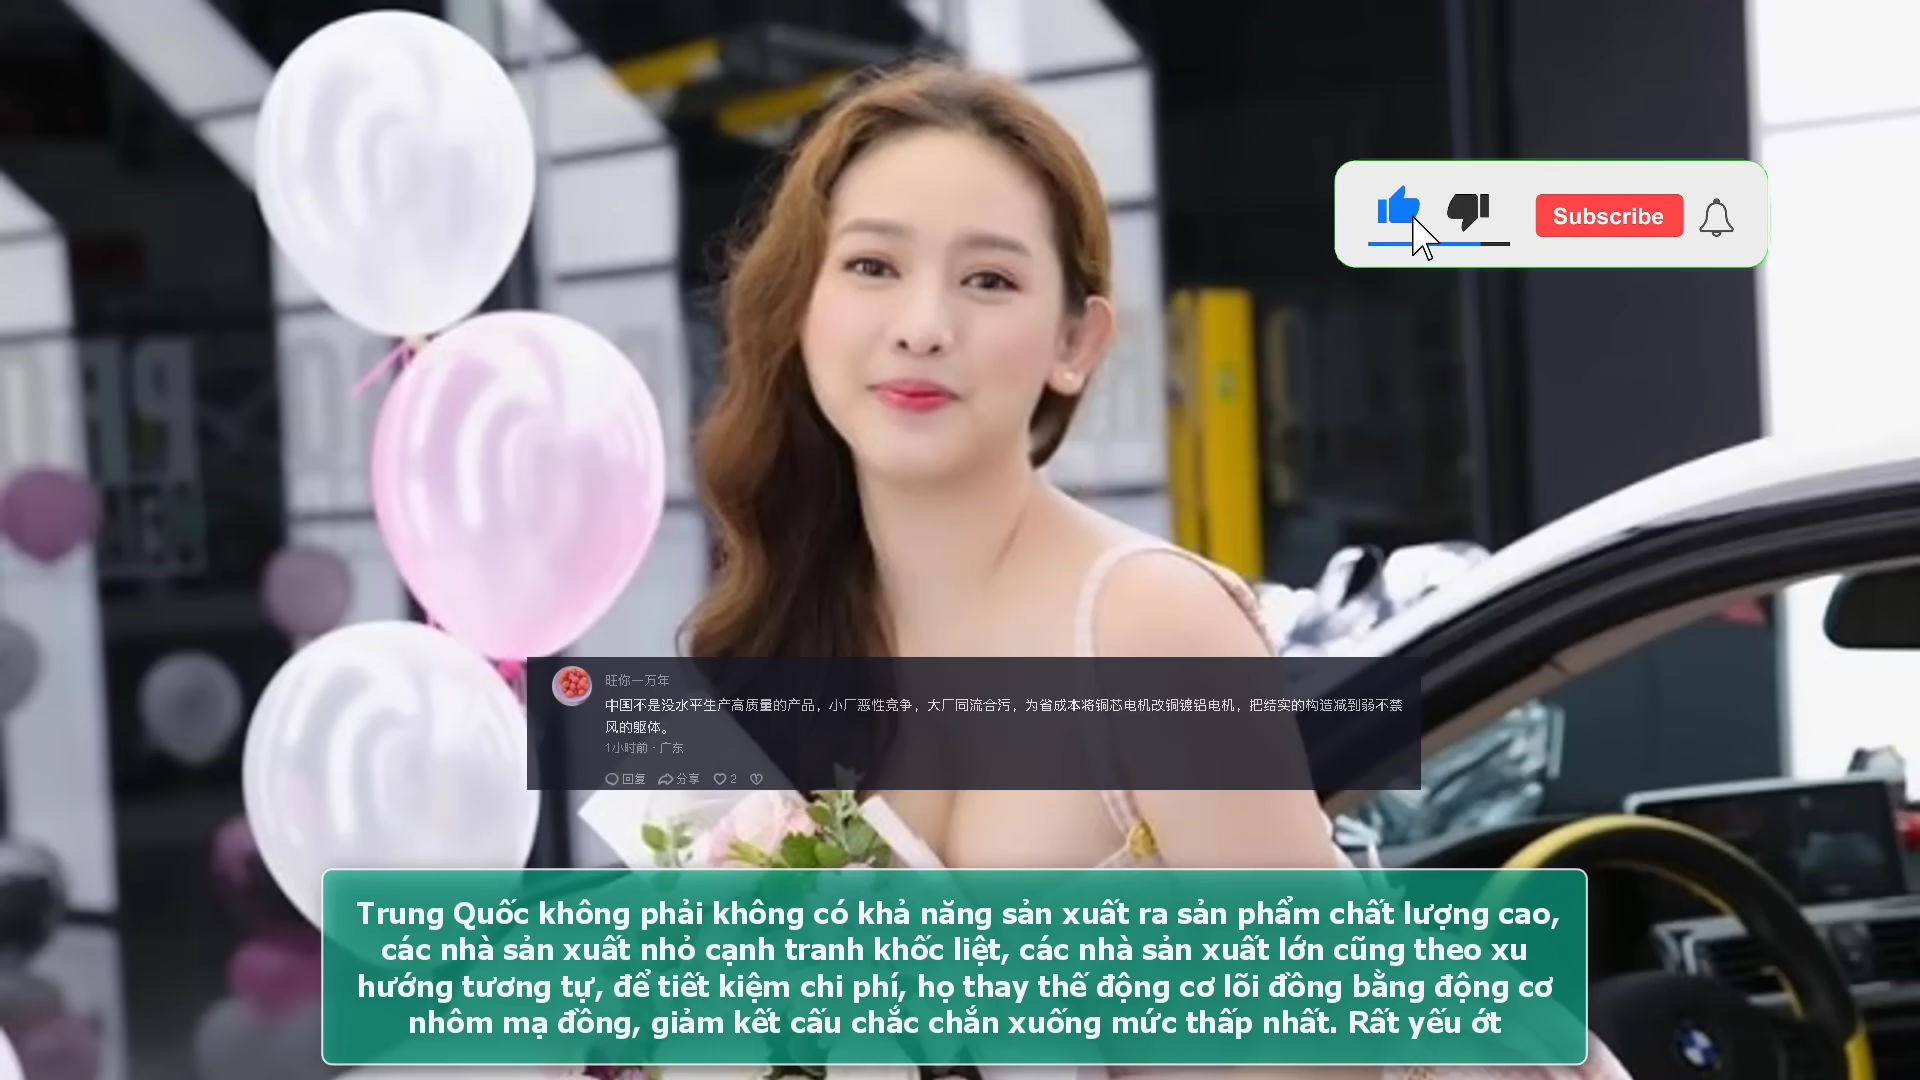 Subscribe
旺你一万年
中国不是没水平生产高质量的产品，小厂恶性竞争，大厂同流合污，为省成本将铜芯电机改铜镀铝电机，把结实的构造减到弱不禁
风的躯体。
1小时前 · 广东
回复 分享 2
Trung Quốc không phải không có khả năng sản xuất ra sản phẩm chất lượng cao,
các nhà sản xuất nhỏ cạnh tranh khốc liệt, các nhà sản xuất lớn cũng theo xu
hướng tương tự, để tiết kiệm chi phí, họ thay thế động cơ lõi đồng bằng động cơ
nhôm mạ đồng, giảm kết cấu chắc chắn xuống mức thấp nhất. Rất yếu ớt